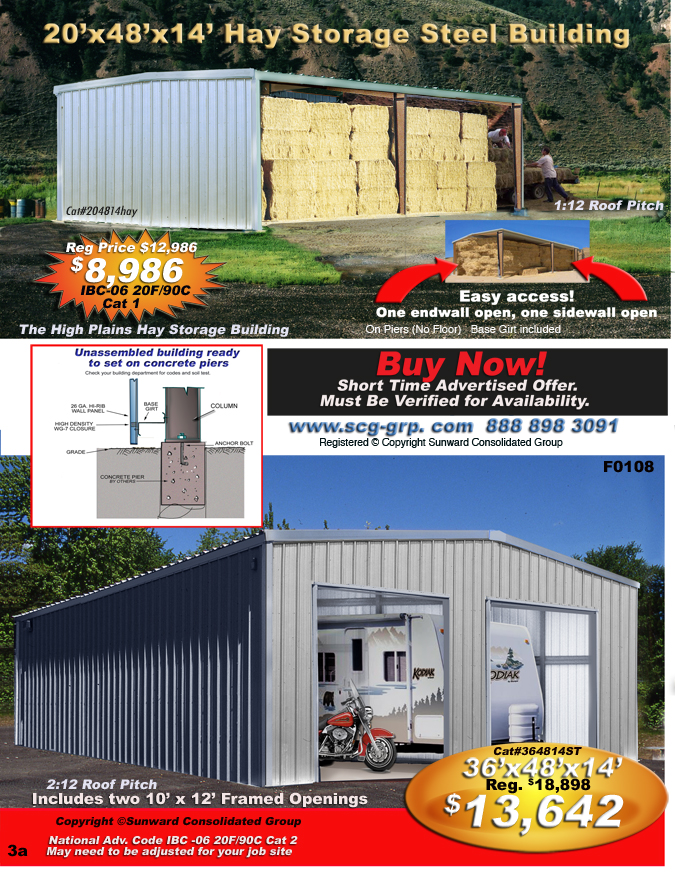 20’x48’x14’ Hay Storage Steel Building
Cat#204814hay
1:12 Roof Pitch
Reg Price $12,986
$8,986
IBC-06 20F/90C
Cat 1
Easy access!
One endwall open, one sidewall open
The High Plains Hay Storage Building
On Piers (No Floor) Base Girt included
Unassembled building ready
to set on concrete piers
Check your building department for codes and soil test.
26 GA. HI-RIB
WALL PANEL
BASE
GIRT
COLUMN
HIGH DENSITY
WG-7 CLOSURE
ANCHOR BOLT
GRADE
CONCRETE PIER
BY OTHERS
Buy Now!
Short Time Advertised Offer.
Must Be Verified for Availability.
www.scg-grp. com 888 898 3091
Registered © Copyright Sunward Consolidated Group
F0108
KODIAK
KODIAK
Cat#364814ST
36’x48’x14’
Reg. $18,898
$13,642
2:12 Roof Pitch
Includes two 10’ x 12’ Framed Openings
Copyright ©Sunward Consolidated Group
National Adv. Code IBC -06 20F/90C Cat 2
3a May need to be adjusted for your job site